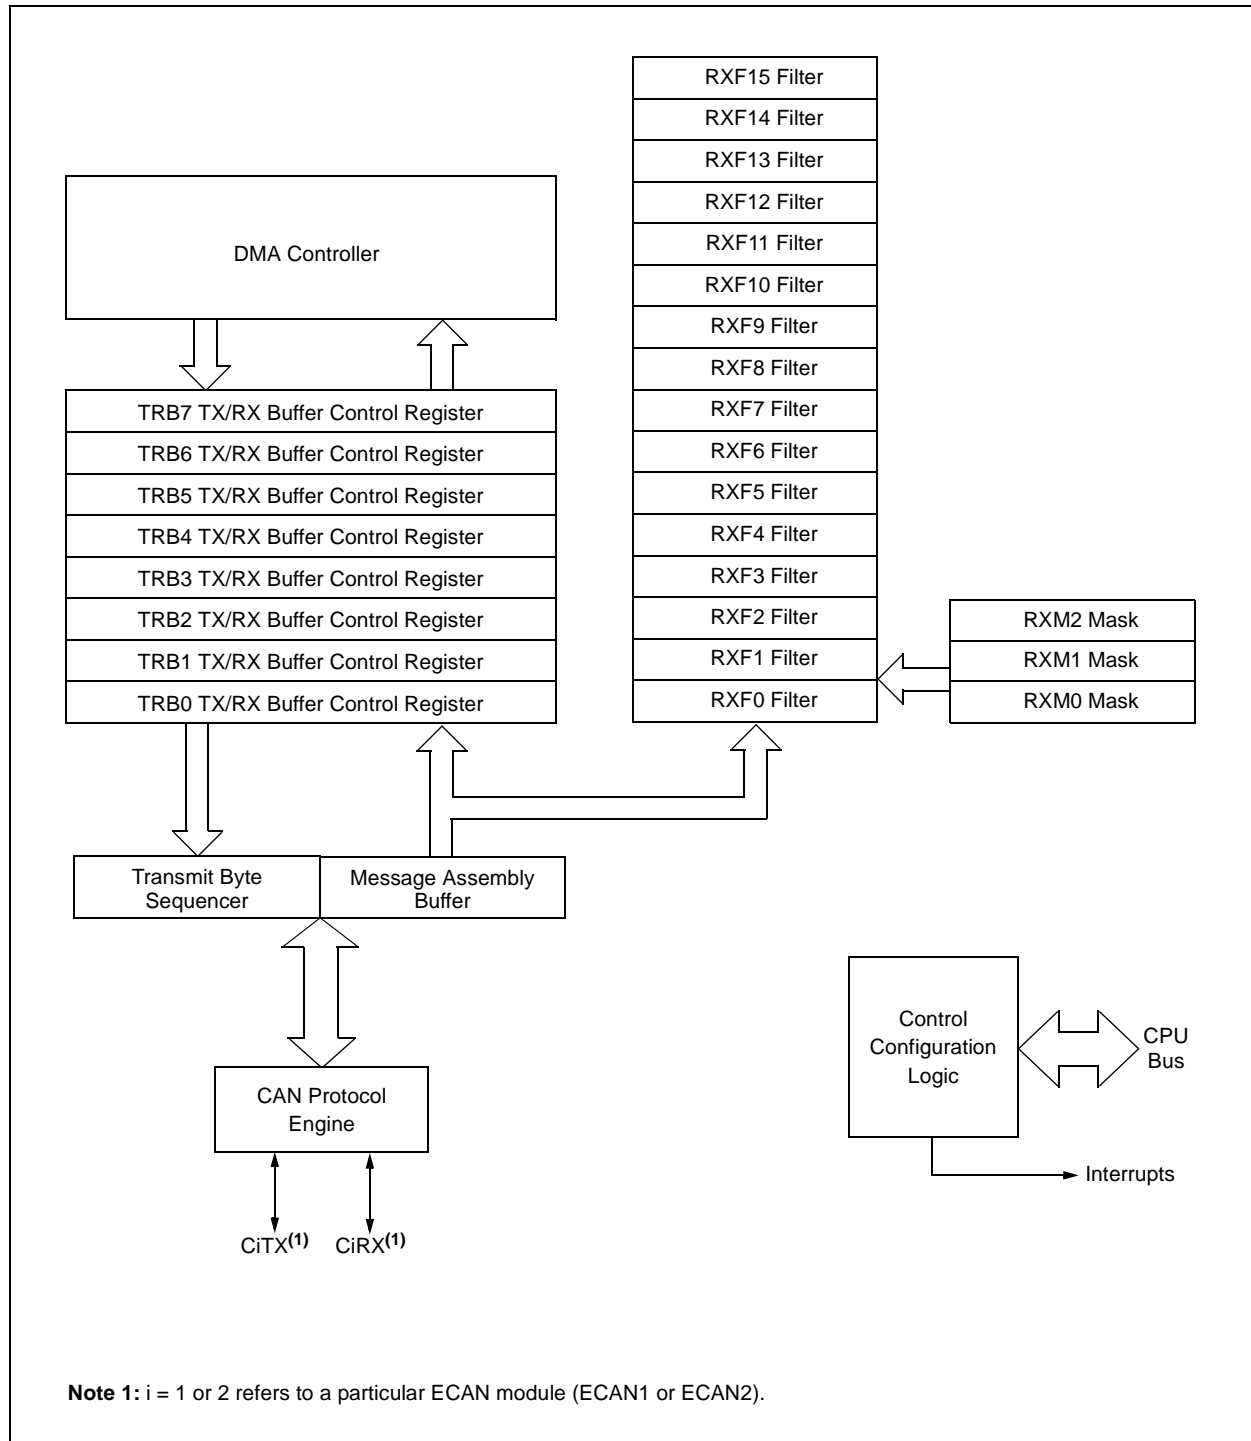 RXF15 Filter
RXF14 Filter
RXF13 Filter
RXF12 Filter
RXF11 Filter
RXF10 Filter
RXF9 Filter
RXF8 Filter
RXF7 Filter
RXF6 Filter
RXF5 Filter
RXF4 Filter
RXF3 Filter
RXF2 Filter
RXF1 Filter
RXF0 Filter
DMA Controller
TRB7 TX/RX Buffer Control Register
TRB6 TX/RX Buffer Control Register
TRB5 TX/RX Buffer Control Register
TRB4 TX/RX Buffer Control Register
TRB3 TX/RX Buffer Control Register
TRB2 TX/RX Buffer Control Register
TRB1 TX/RX Buffer Control Register
TRB0 TX/RX Buffer Control Register
RXM2 Mask
RXM1 Mask
RXM0 Mask
Transmit Byte
Sequencer
Message Assembly
Buffer
Control
Configuration
Logic
CPU
Bus
CAN Protocol
Engine
Interrupts
CiTX(1)
CiRX(1)
Note 1: i = 1 or 2 refers to a particular ECAN module (ECAN1 or ECAN2).